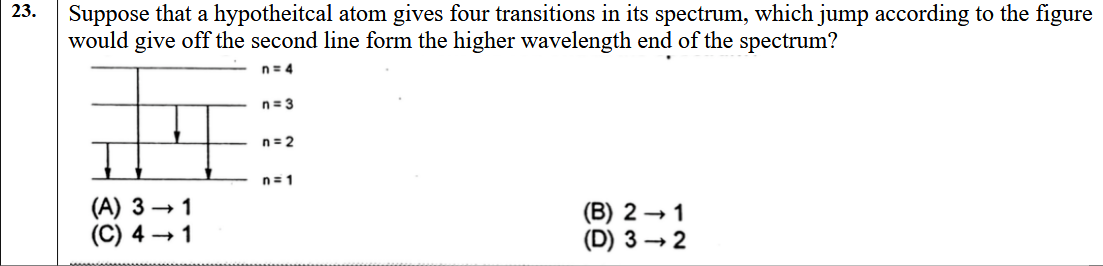 23. Suppose that a hypotheitcal atom gives four transitions in its spectrum, which jump according to the figure
would give off the second line form the higher wavelength end of the spectrum?
n = 4
n = 3
n = 2
n = 1
(A) 3 → 1
(B) 2 → 1
(C) 4 → 1
(D) 3 → 2